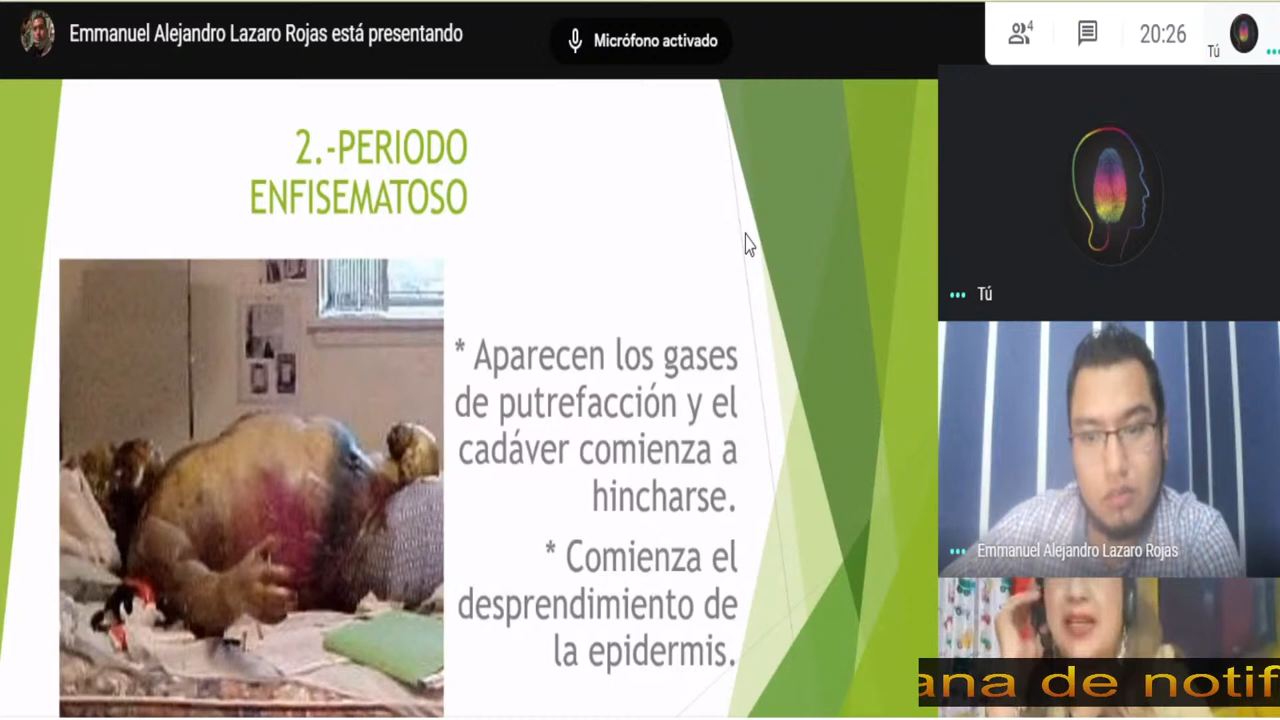 Emmanuel Alejandro Lazaro Rojas está presentando
Micrófono activado
4
20:26
Tú
2.-PERIODO
ENFISEMATOSO
* Aparecen los gases
de putrefacción y el
cadáver comienza a
hincharse.
* Comienza el
desprendimiento de
la epidermis.
Tú
Emmanuel Alejandro Lazaro Rojas
ana de notif